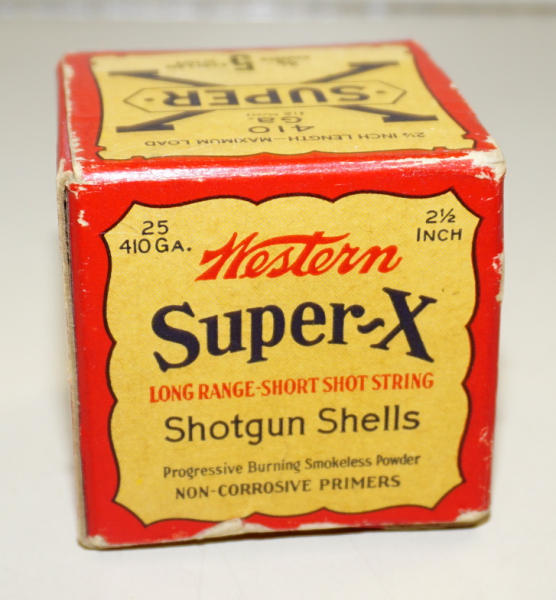 25
410 GA.
2½
INCH
Western
Super-X
LONG RANGE-SHORT SHOT STRING
Shotgun Shells
Progressive Burning Smokeless Powder
NON-CORROSIVE PRIMERS
2½ INCH LENGTH—MAXIMUM LOAD
410
Ga.
SUPER
X
5